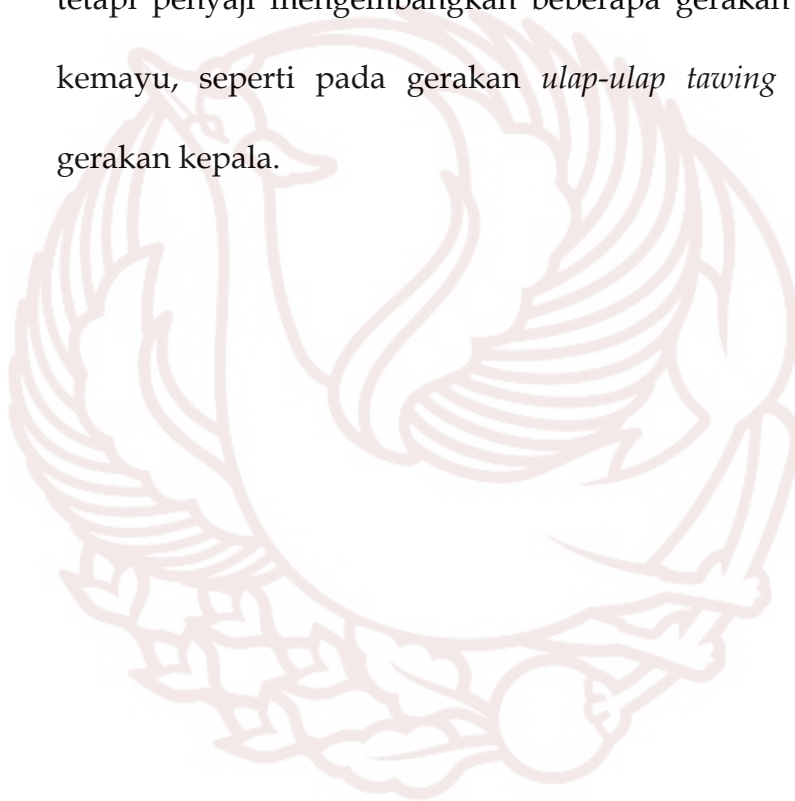 tetapi penyaji mengembangkan beberapa gerakan
kemayu, seperti pada gerakan ulap-ulap tawing
gerakan kepala.